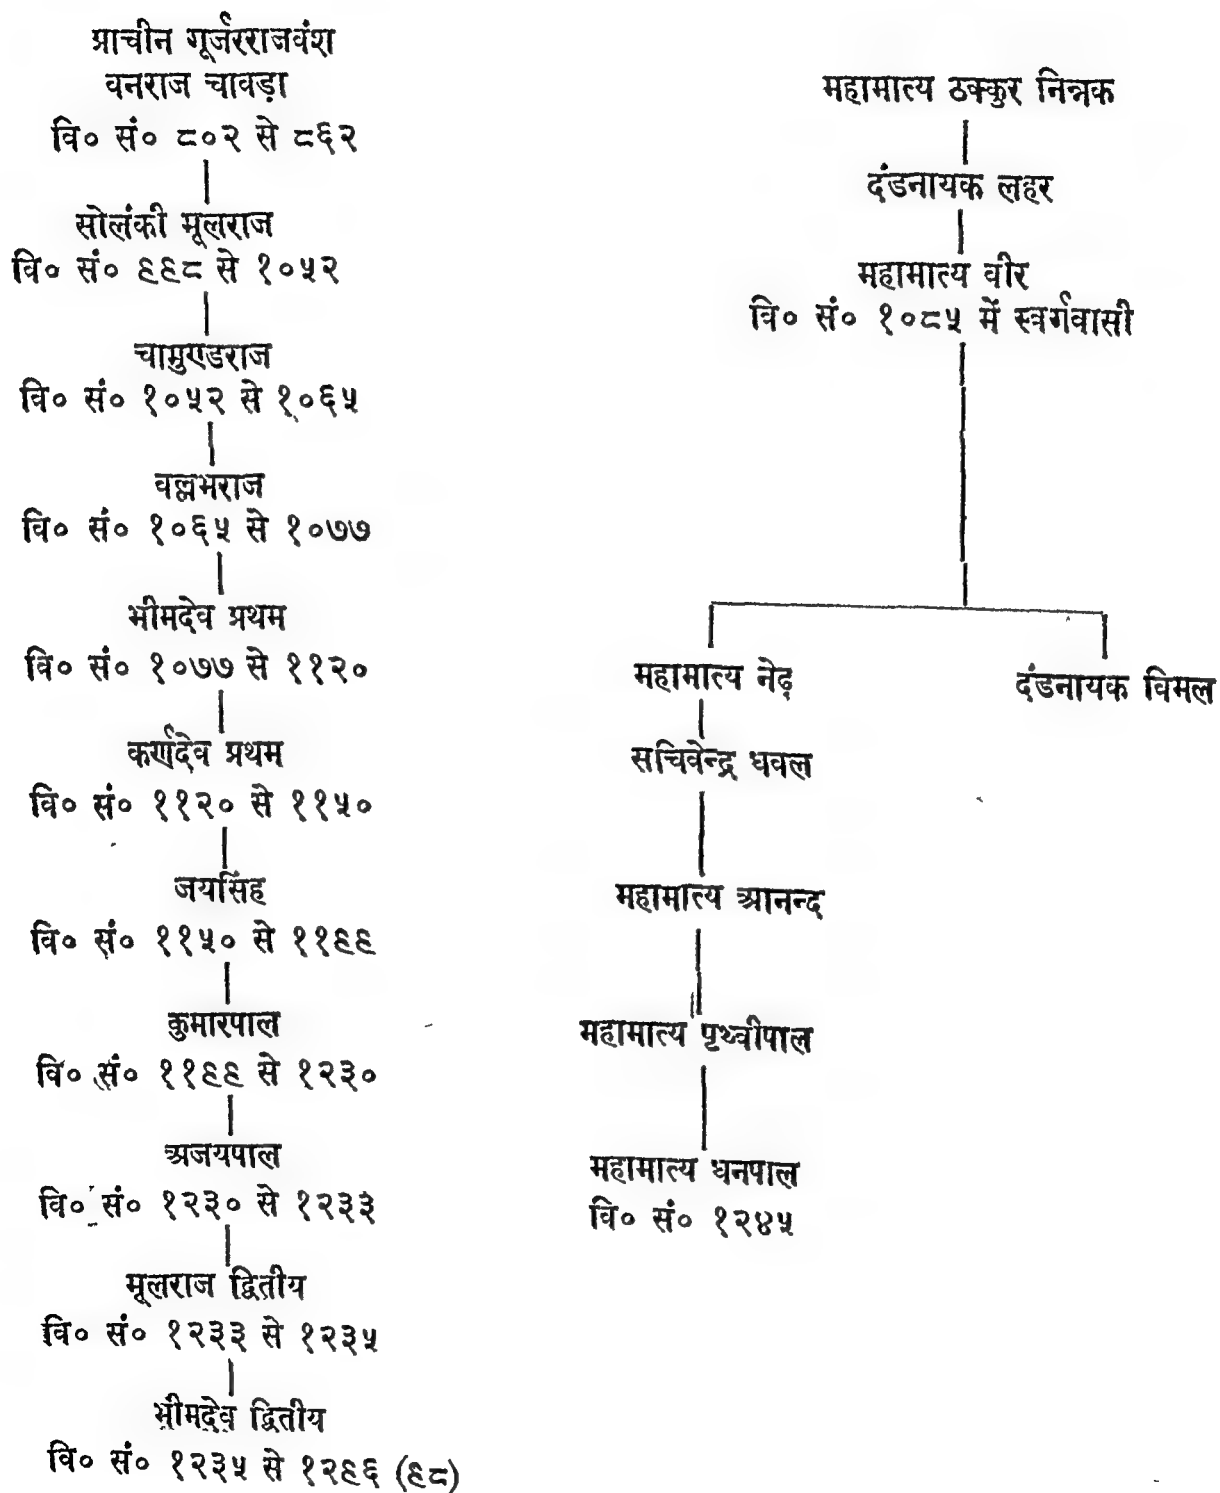 प्राचीन गूर्जरराजवंश
वनराज चावड़ा
वि० सं० ८०२ से ८६२
सोलंकी मूलराज
वि० सं० ९९८ से १०५२
चामुण्डराज
वि० सं० १०५२ से १०६५
वल्लभराज
वि० सं० १०६५ से १०७७
भीमदेव प्रथम
वि० सं० १०७७ से ११२०
कर्णदेव प्रथम
वि० सं० ११२० से ११५०
जयसिंह
वि० सं० ११५० से ११९९
कुमारपाल
वि० सं० ११९९ से १२३०
अजयपाल
वि० सं० १२३० से १२३३
मूलराज द्वितीय
वि० सं० १२३३ से १२३५
भीमदेव द्वितीय
वि० सं० १२३५ से १२९६ (९८)
महामात्य ठक्कुर निन्नक
दंडनायक लहर
महामात्य वीर
वि० सं० १०८५ में स्वर्गवासी
महामात्य नेढ़
दंडनायक विमल
सचिवेन्द्र धवल
महामात्य आनन्द
महामात्य पृथ्वीपाल
महामात्य धनपाल
वि० सं० १२४५